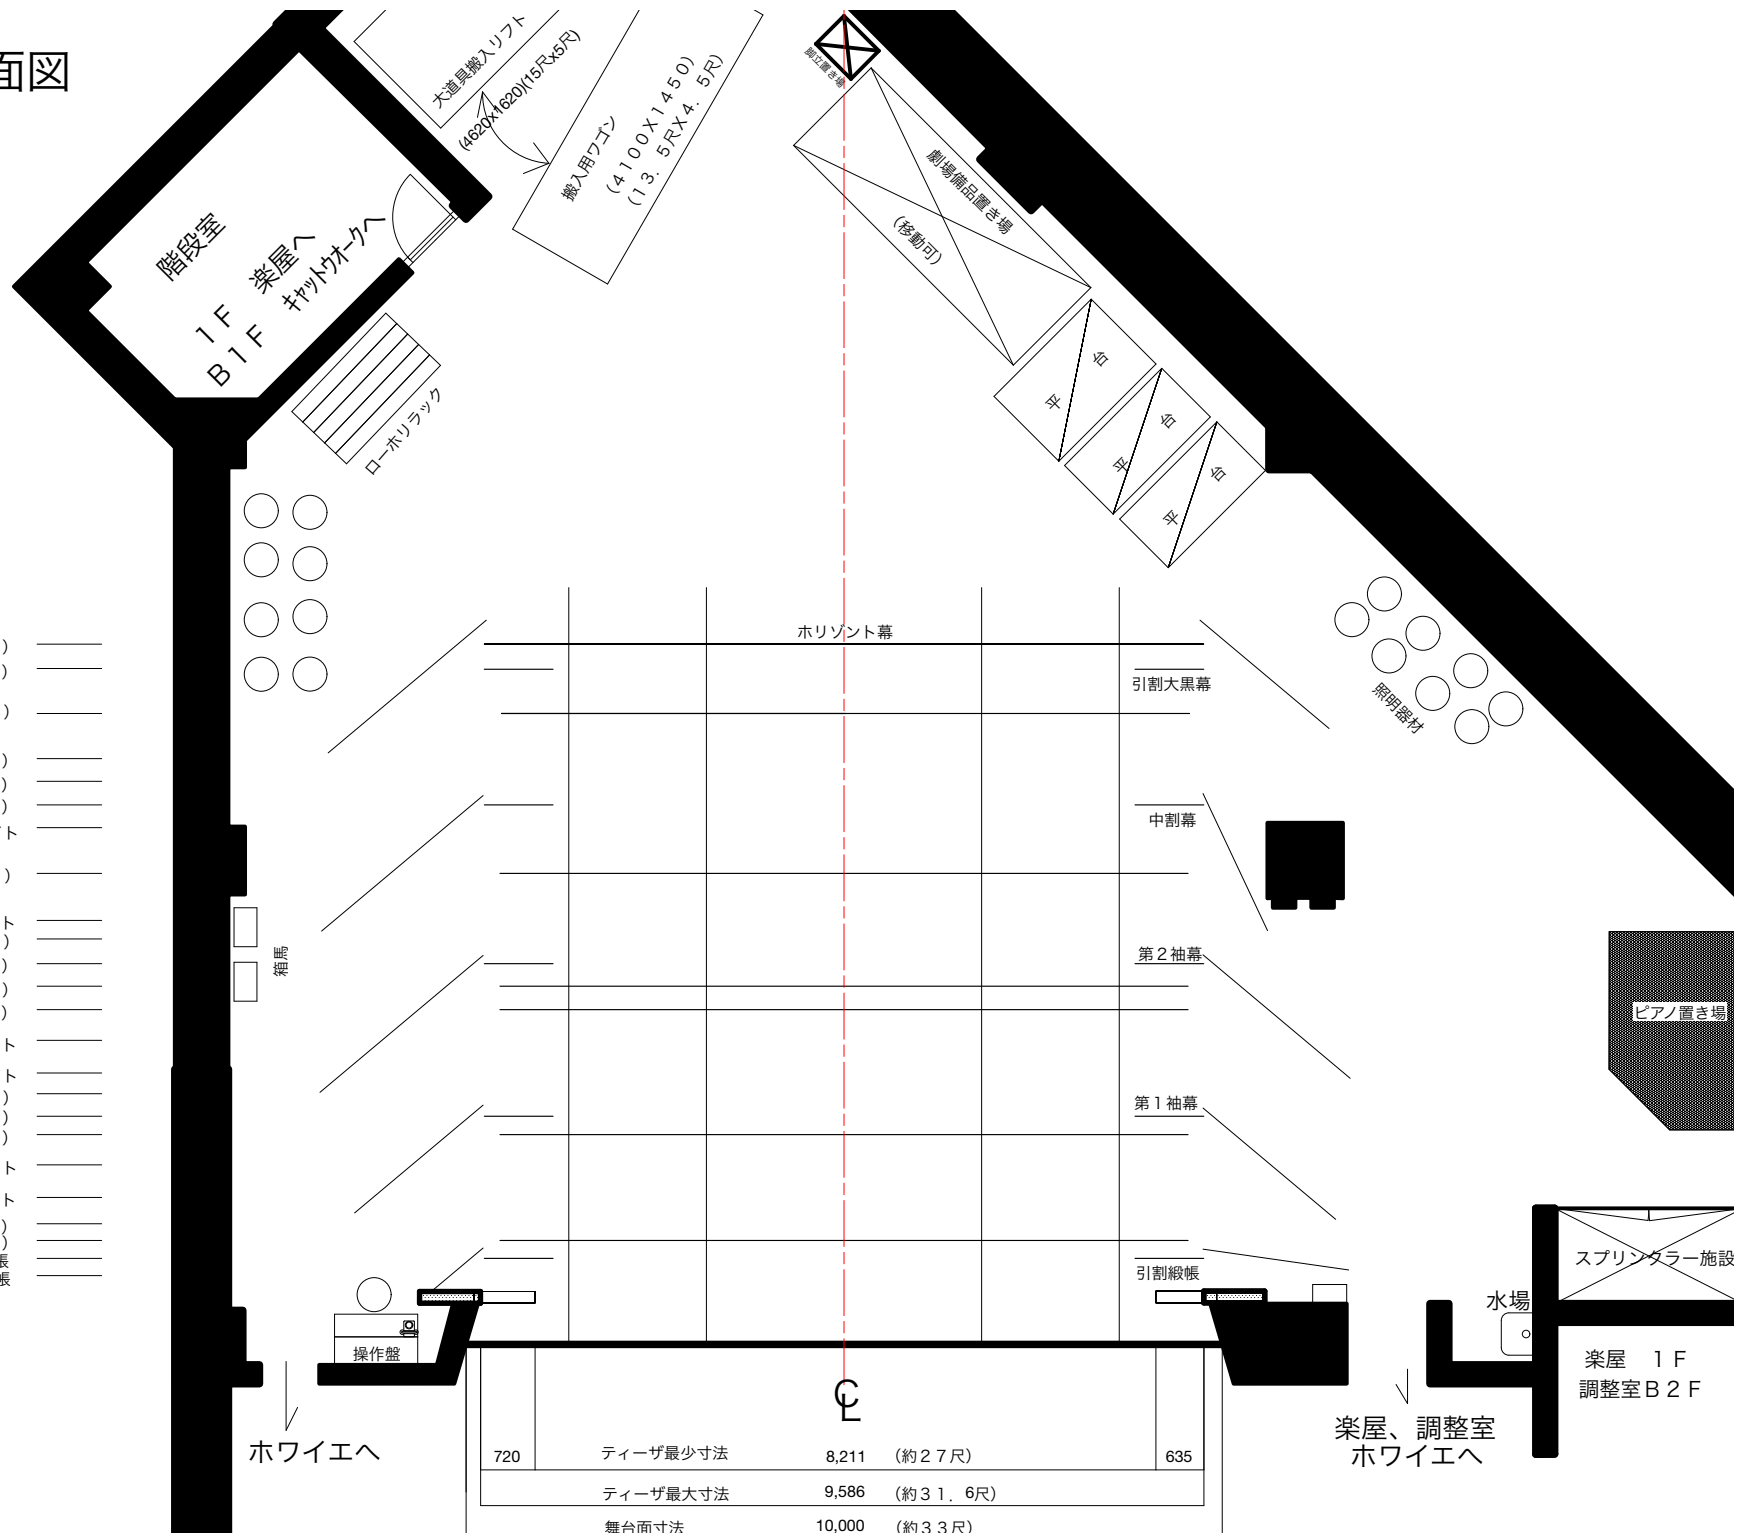 面図
大道具搬入リフト
(4620x1620)(15尺x5尺)
搬入用ワゴン
(４１００Ｘ１４５０)
(１３．５尺Ｘ４．５尺)
脚立置き場
劇場備品置き場
(移動可)
階段室
１Ｆ　楽屋へ
Ｂ１Ｆ　ｷｬｯﾄｳｵｰｸへ
ローホリラック
平　台
平　台
平　台
ホリゾント幕
引割大黒幕
照明器材
中割幕
箱馬
第２袖幕
ピアノ置き場
第１袖幕
スプリンクラー施設
引割緞帳
水場
操作盤
楽屋　１Ｆ
調整室Ｂ２Ｆ
CL
ホワイエへ
楽屋、調整室
ホワイエへ
720　ティーザ最少寸法　8,211　（約２７尺）　635
ティーザ最大寸法　9,586　（約３１．６尺）
舞台面寸法　10,000　（約３３尺）
）
）
）
）
）
）
ト
）
ト
）
）
）
）
ト
ト
）
）
）
ト
ト
）
）
帳
帳